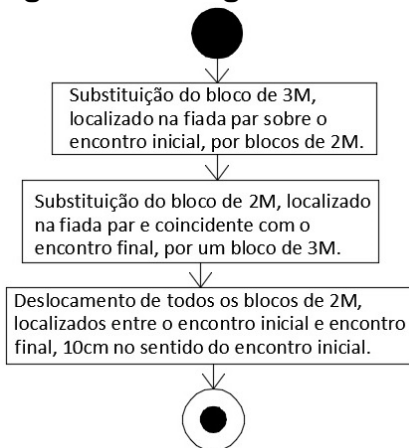 Substituição do bloco de 3M,
localizado na fiada par sobre o
encontro inicial, por blocos de 2M.
Substituição do bloco de 2M, localizado
na fiada par e coincidente com o
encontro final, por um bloco de 3M.
Deslocamento de todos os blocos de 2M,
localizados entre o encontro inicial e encontro
final, 10cm no sentido do encontro inicial.